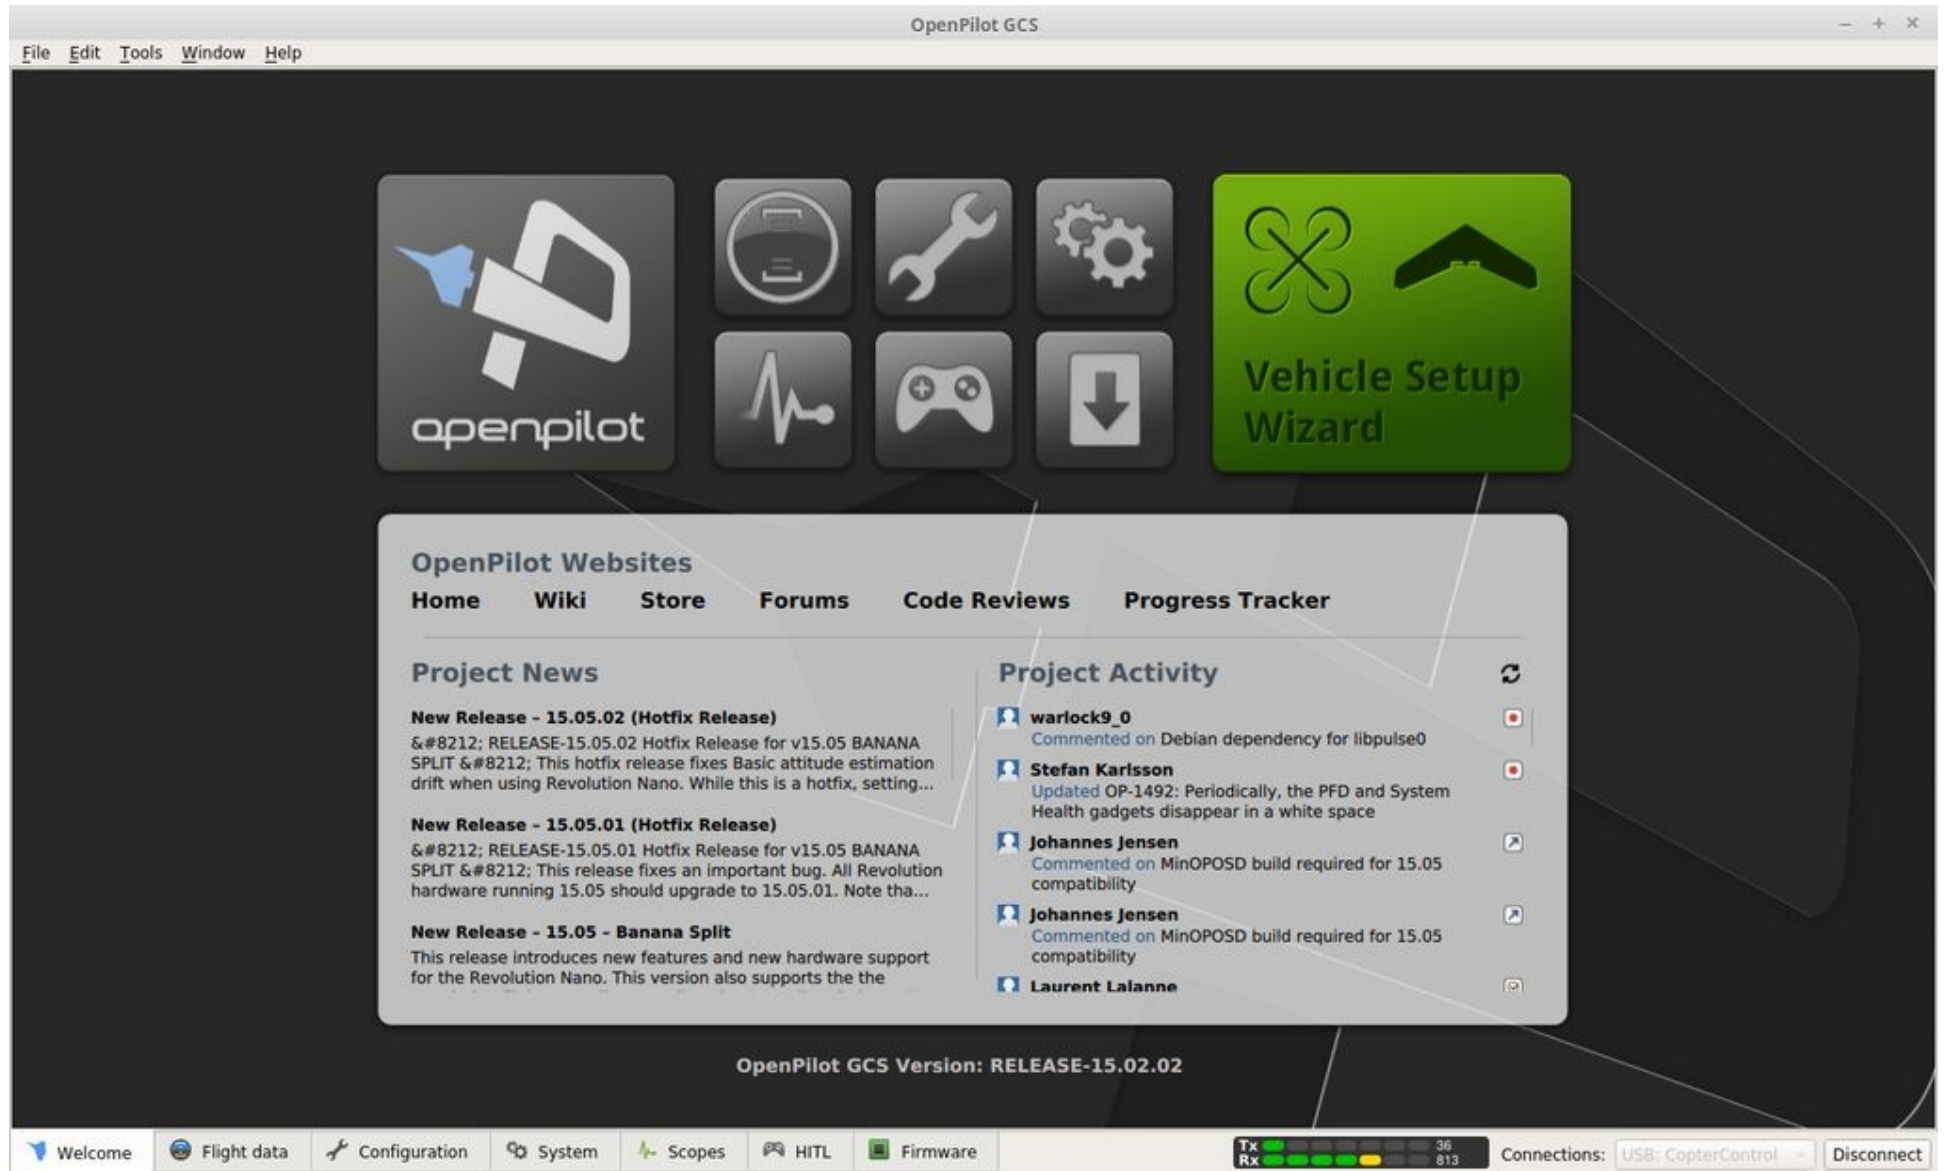 OpenPilot GCS
File Edit Tools Window Help
openpilot
Vehicle Setup
Wizard
OpenPilot Websites
Home Wiki Store Forums Code Reviews Progress Tracker
Project News
New Release – 15.05.02 (Hotfix Release)
&#8212; RELEASE-15.05.02 Hotfix Release for v15.05 BANANA
SPLIT &#8212; This hotfix release fixes Basic attitude estimation
drift when using Revolution Nano. While this is a hotfix, setting...
New Release – 15.05.01 (Hotfix Release)
&#8212; RELEASE-15.05.01 Hotfix Release for v15.05 BANANA
SPLIT &#8212; This release fixes an important bug. All Revolution
hardware running 15.05 should upgrade to 15.05.01. Note tha...
New Release – 15.05 – Banana Split
This release introduces new features and new hardware support
for the Revolution Nano. This version also supports the the
Project Activity
warlock9_0
Commented on Debian dependency for libpulse0
Stefan Karlsson
Updated OP-1492: Periodically, the PFD and System
Health gadgets disappear in a white space
Johannes Jensen
Commented on MinOPOSD build required for 15.05
compatibility
Johannes Jensen
Commented on MinOPOSD build required for 15.05
compatibility
Laurent Lalanne
OpenPilot GCS Version: RELEASE-15.02.02
Welcome Flight data Configuration System Scopes HITL Firmware
Tx 36
Rx 813
Connections: USB: CopterControl Disconnect